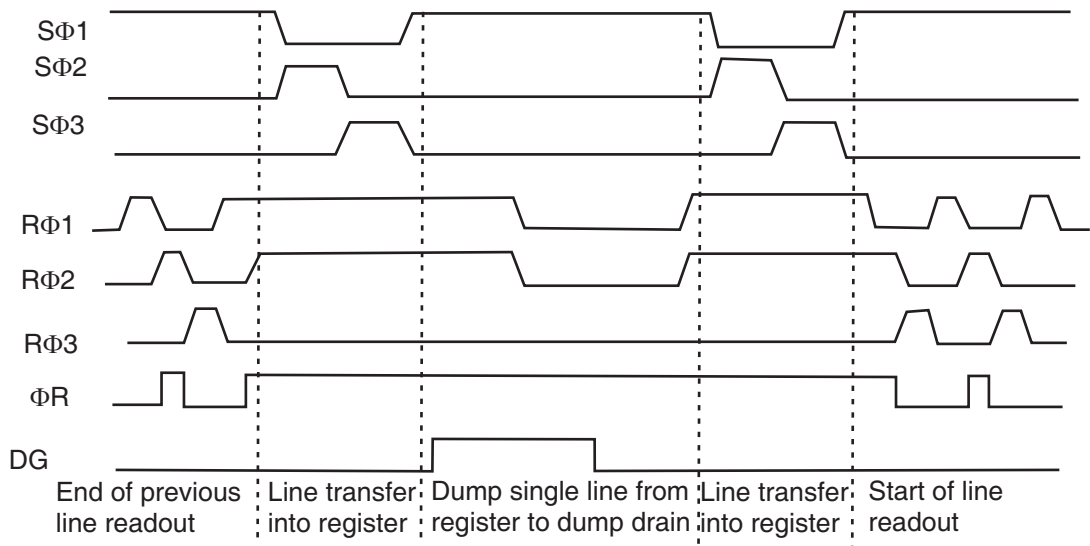 SΦ1
SΦ2
SΦ3
RΦ1
RΦ2
RΦ3
ΦR
DG
End of previous
line readout
Line transfer
into register
Dump single line from
register to dump drain
Line transfer
into register
Start of line
readout